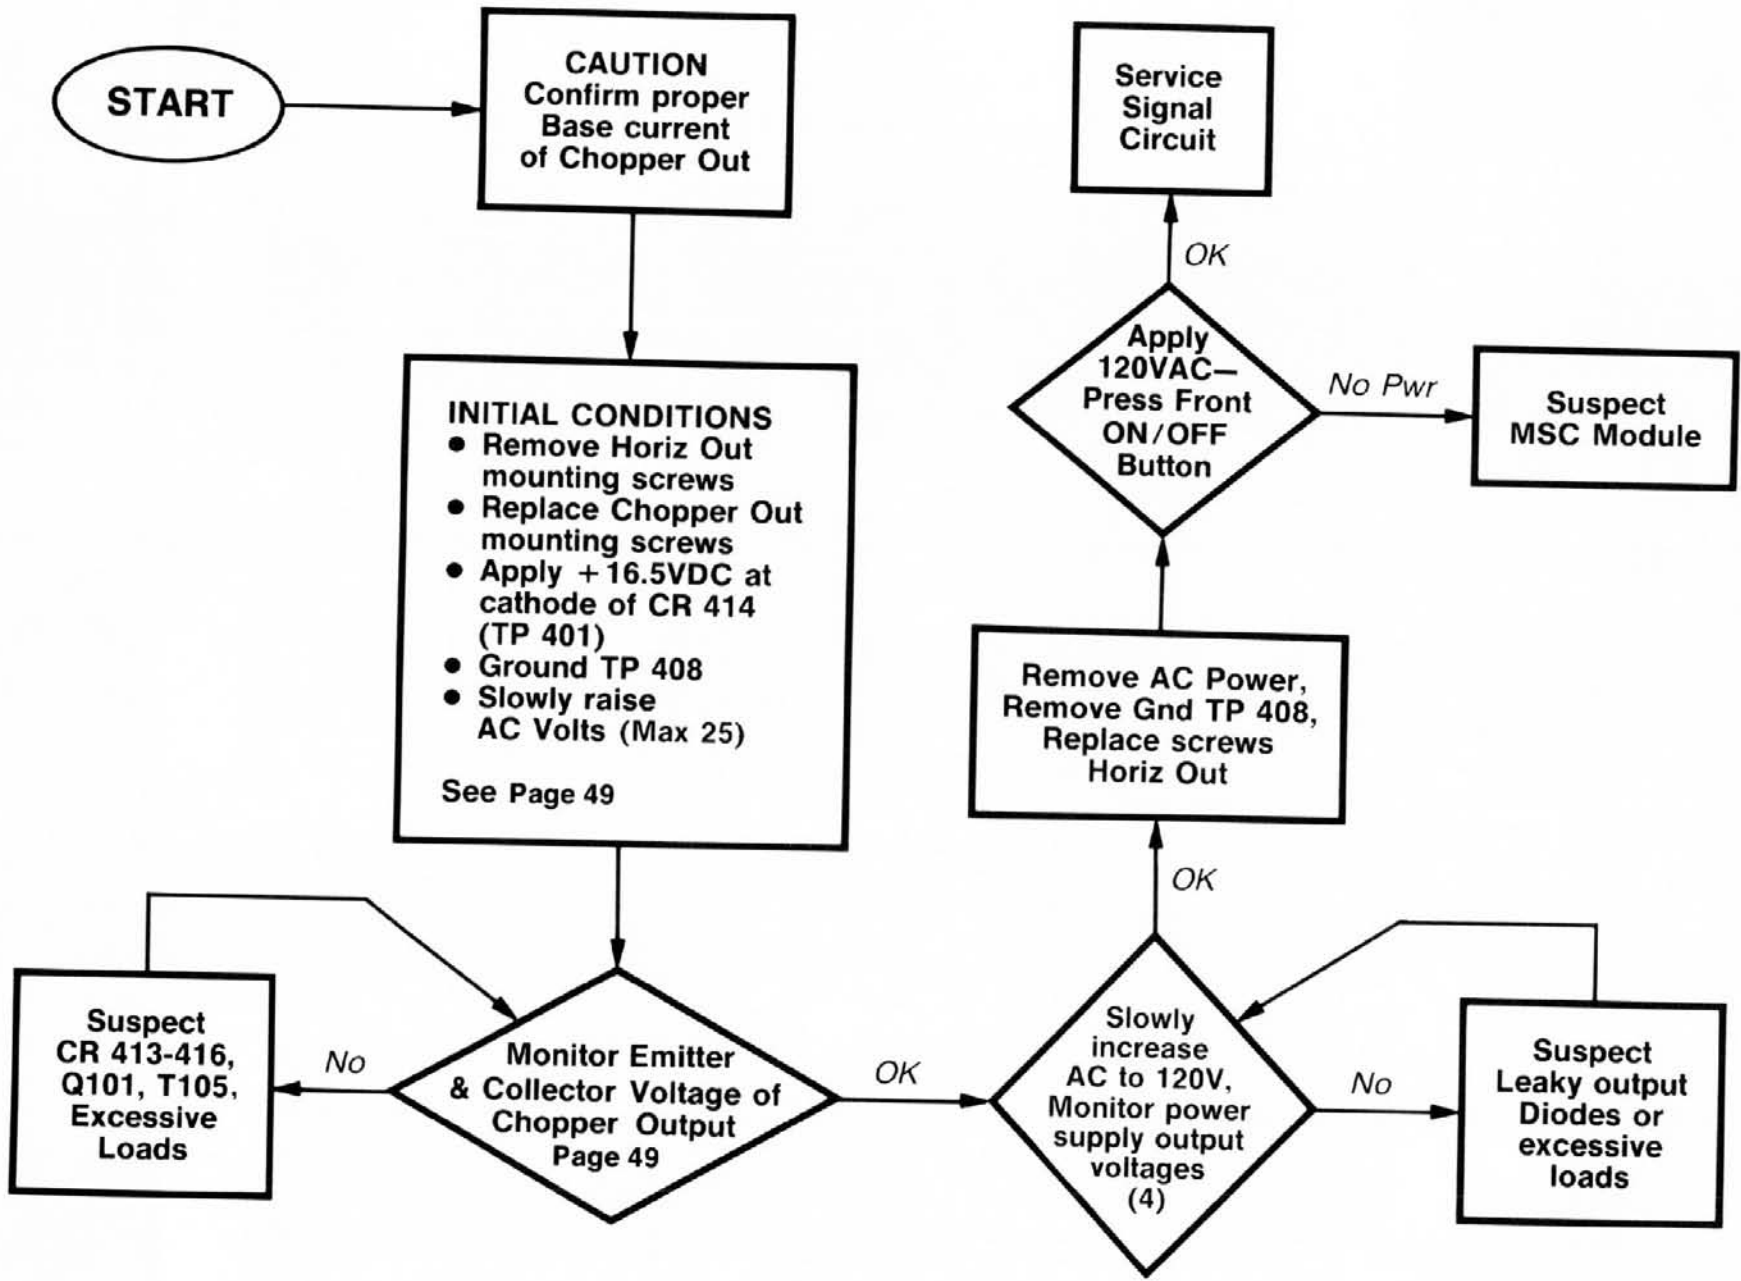 START
CAUTION
Confirm proper
Base current
of Chopper Out
INITIAL CONDITIONS
● Remove Horiz Out
mounting screws
● Replace Chopper Out
mounting screws
● Apply +16.5VDC at
cathode of CR 414
(TP 401)
● Ground TP 408
● Slowly raise
AC Volts (Max 25)
See Page 49
Monitor Emitter
& Collector Voltage of
Chopper Output
Page 49
No
Suspect
CR 413-416,
Q101, T105,
Excessive
Loads
OK
Slowly
increase
AC to 120V,
Monitor power
supply output
voltages
(4)
No
Suspect
Leaky output
Diodes or
excessive
loads
OK
Remove AC Power,
Remove Gnd TP 408,
Replace screws
Horiz Out
Apply
120VAC—
Press Front
ON/OFF
Button
No Pwr
Suspect
MSC Module
OK
Service
Signal
Circuit